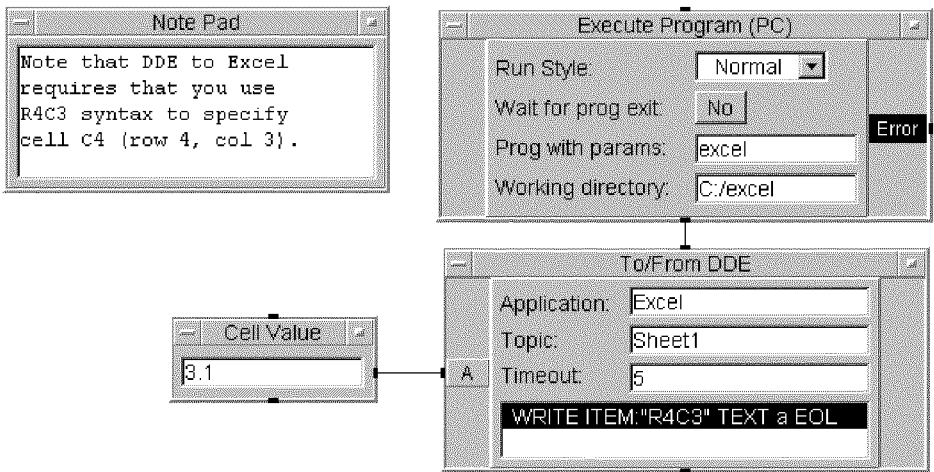 Note Pad
Note that DDE to Excel
requires that you use
R4C3 syntax to specify
cell C4 (row 4, col 3).
Execute Program (PC)
Run Style: Normal
Wait for prog exit: No
Prog with params: excel
Working directory: C:/excel
Error
To/From DDE
Application: Excel
Topic: Sheet1
Timeout: 5
WRITE ITEM:"R4C3" TEXT a EOL
Cell Value
3.1
A